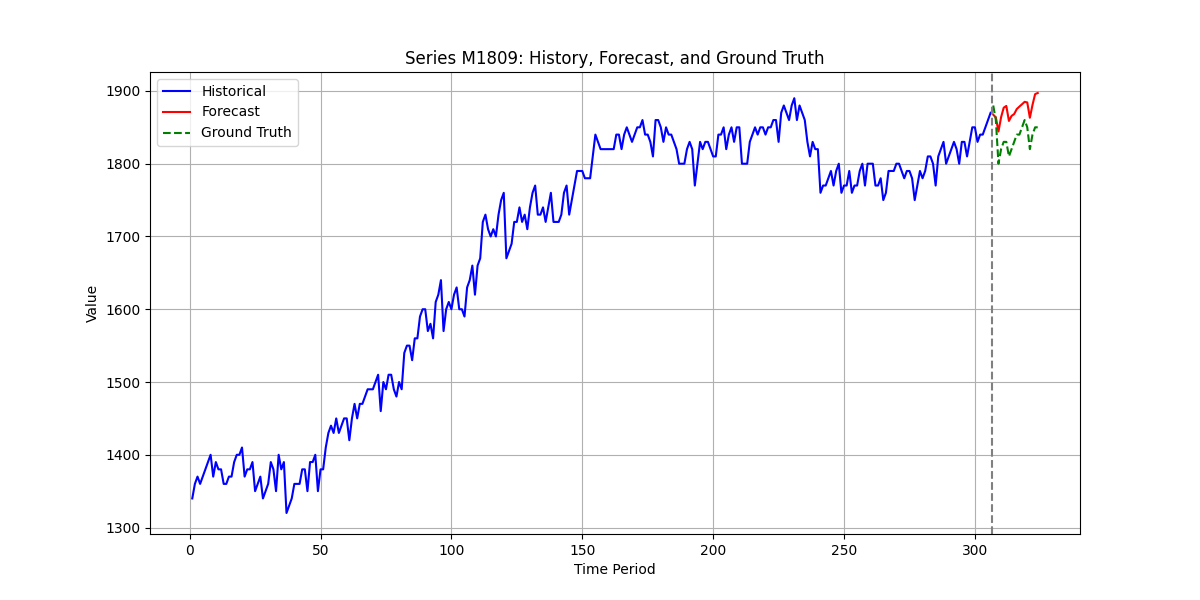 Series M1809: History, Forecast, and Ground Truth
Historical
Forecast
Ground Truth
Value
1900
1800
1700
1600
1500
1400
1300
0 50 100 150 200 250 300
Time Period